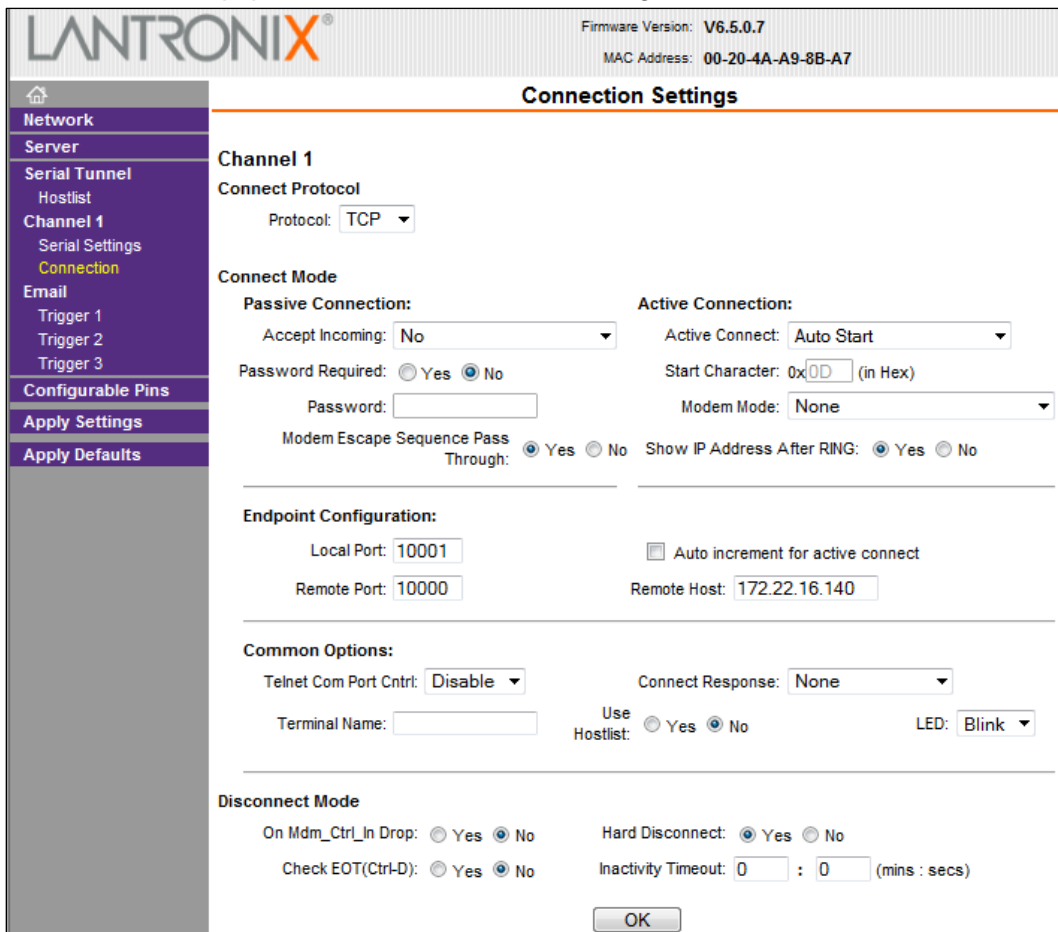 LANTRONIX®
Firmware Version: V6.5.0.7
MAC Address: 00-20-4A-A9-8B-A7
Network
Server
Serial Tunnel
Hostlist
Channel 1
Serial Settings
Connection
Email
Trigger 1
Trigger 2
Trigger 3
Configurable Pins
Apply Settings
Apply Defaults
Connection Settings
Channel 1
Connect Protocol
Protocol: TCP
Connect Mode
Passive Connection: Active Connection:
Accept Incoming: No Active Connect: Auto Start
Password Required: Yes No Start Character: 0x0D (in Hex)
Password: Modem Mode: None
Modem Escape Sequence Pass
Through: Yes No Show IP Address After RING: Yes No
Endpoint Configuration:
Local Port: 10001 Auto increment for active connect
Remote Port: 10000 Remote Host: 172.22.16.140
Common Options:
Telnet Com Port Cntrl: Disable Connect Response: None
Terminal Name: Use
Hostlist: Yes No LED: Blink
Disconnect Mode
On Mdm_Ctrl_In Drop: Yes No Hard Disconnect: Yes No
Check EOT(Ctrl-D): Yes No Inactivity Timeout: 0 : 0 (mins : secs)
OK